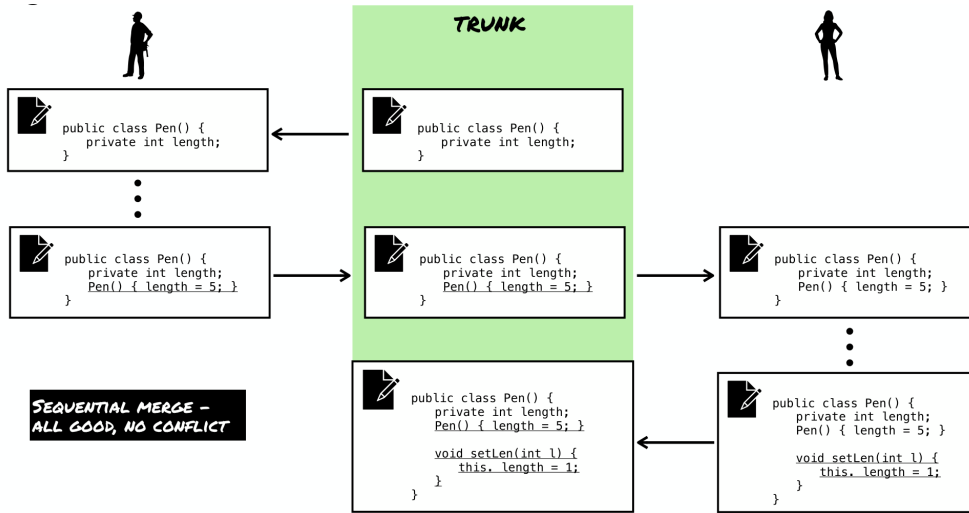 TRUNK
public class Pen() {
private int length;
}
public class Pen() {
private int length;
}
public class Pen() {
private int length;
Pen() { length = 5; }
}
public class Pen() {
private int length;
Pen() { length = 5; }
}
public class Pen() {
private int length;
Pen() { length = 5; }
}
SEQUENTIAL MERGE -
ALL GOOD, NO CONFLICT
public class Pen() {
private int length;
Pen() { length = 5; }
void setLen(int l) {
this. length = 1;
}
}
public class Pen() {
private int length;
Pen() { length = 5; }
void setLen(int l) {
this. length = 1;
}
}